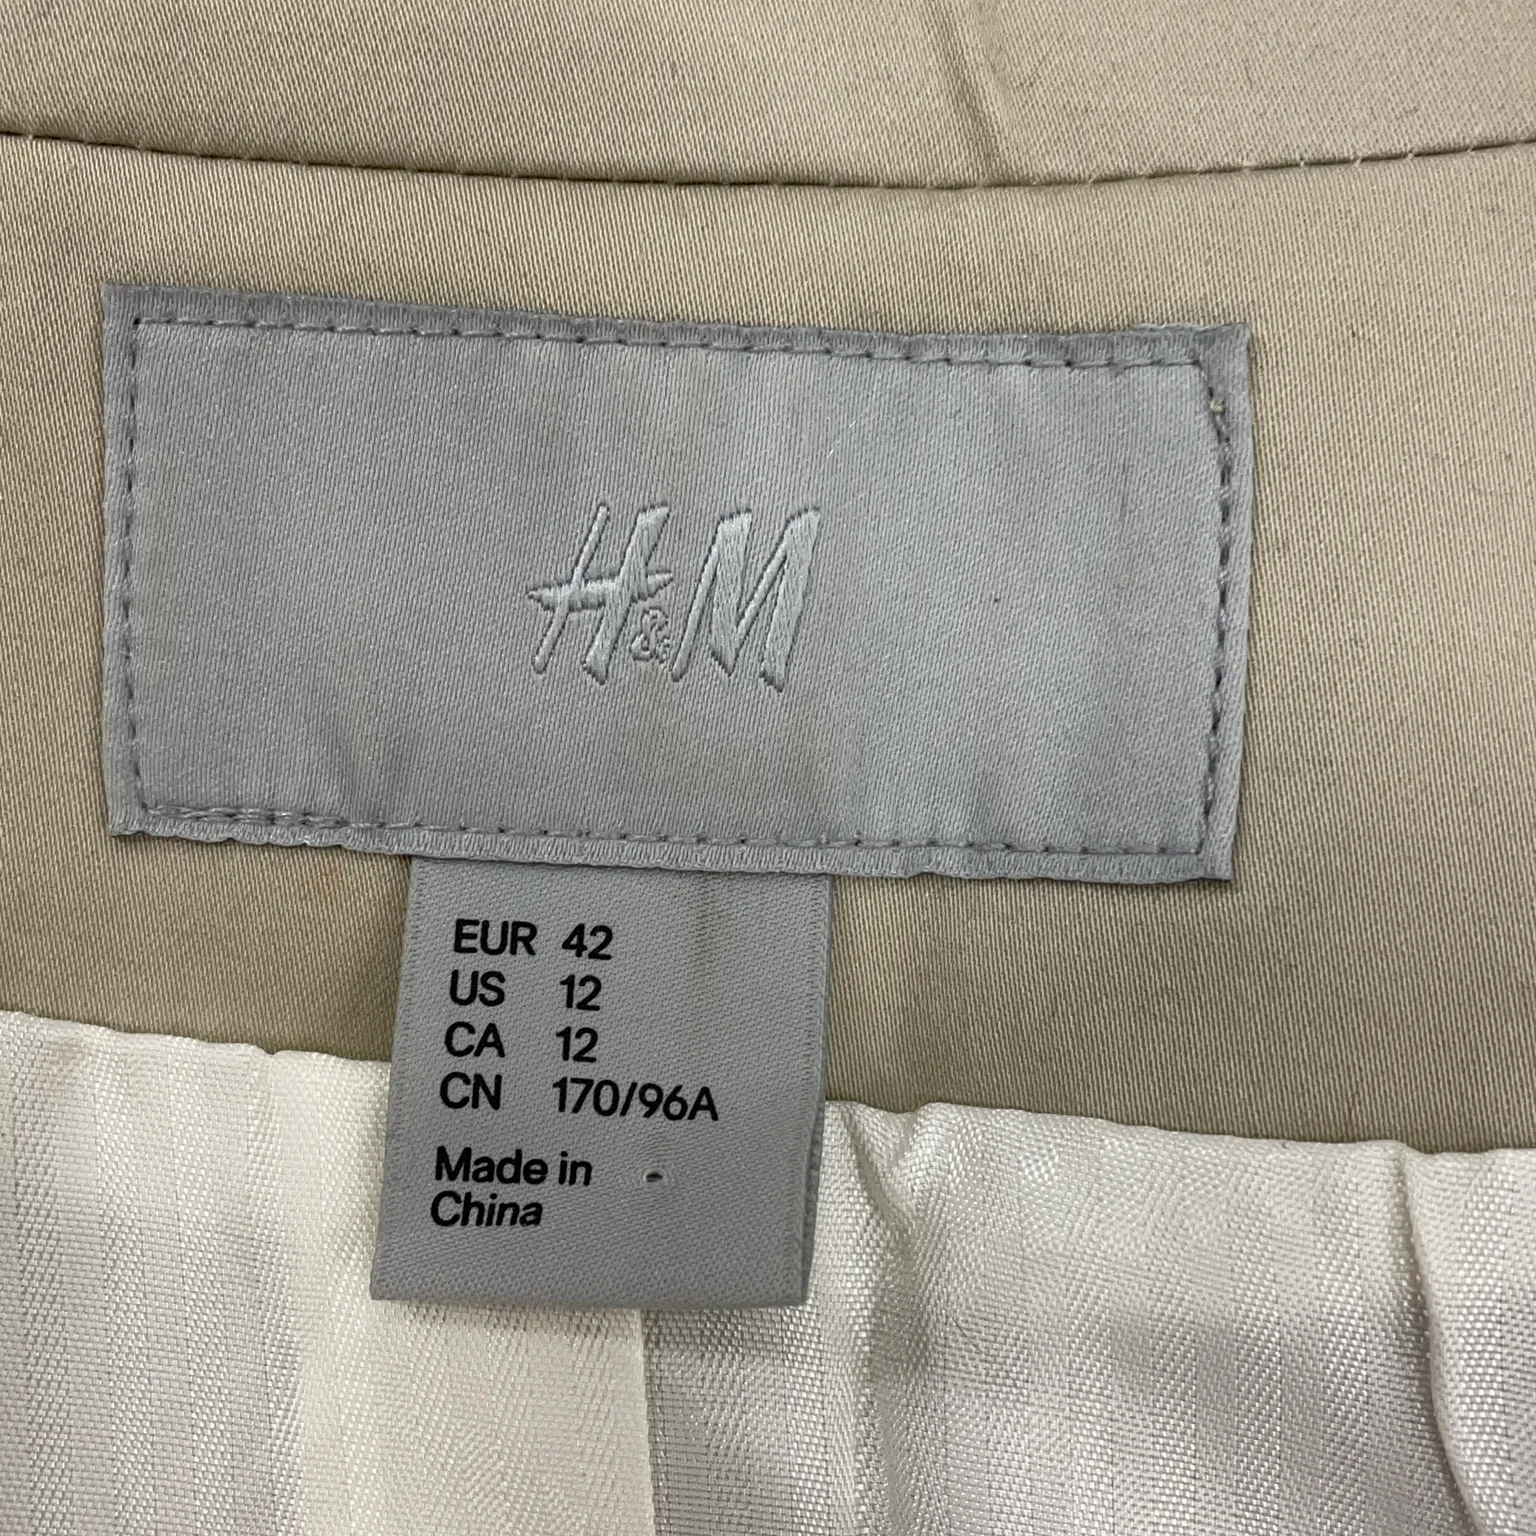 H&M
EUR 42
US 12
CA 12
CN 170/96A
Made in
China